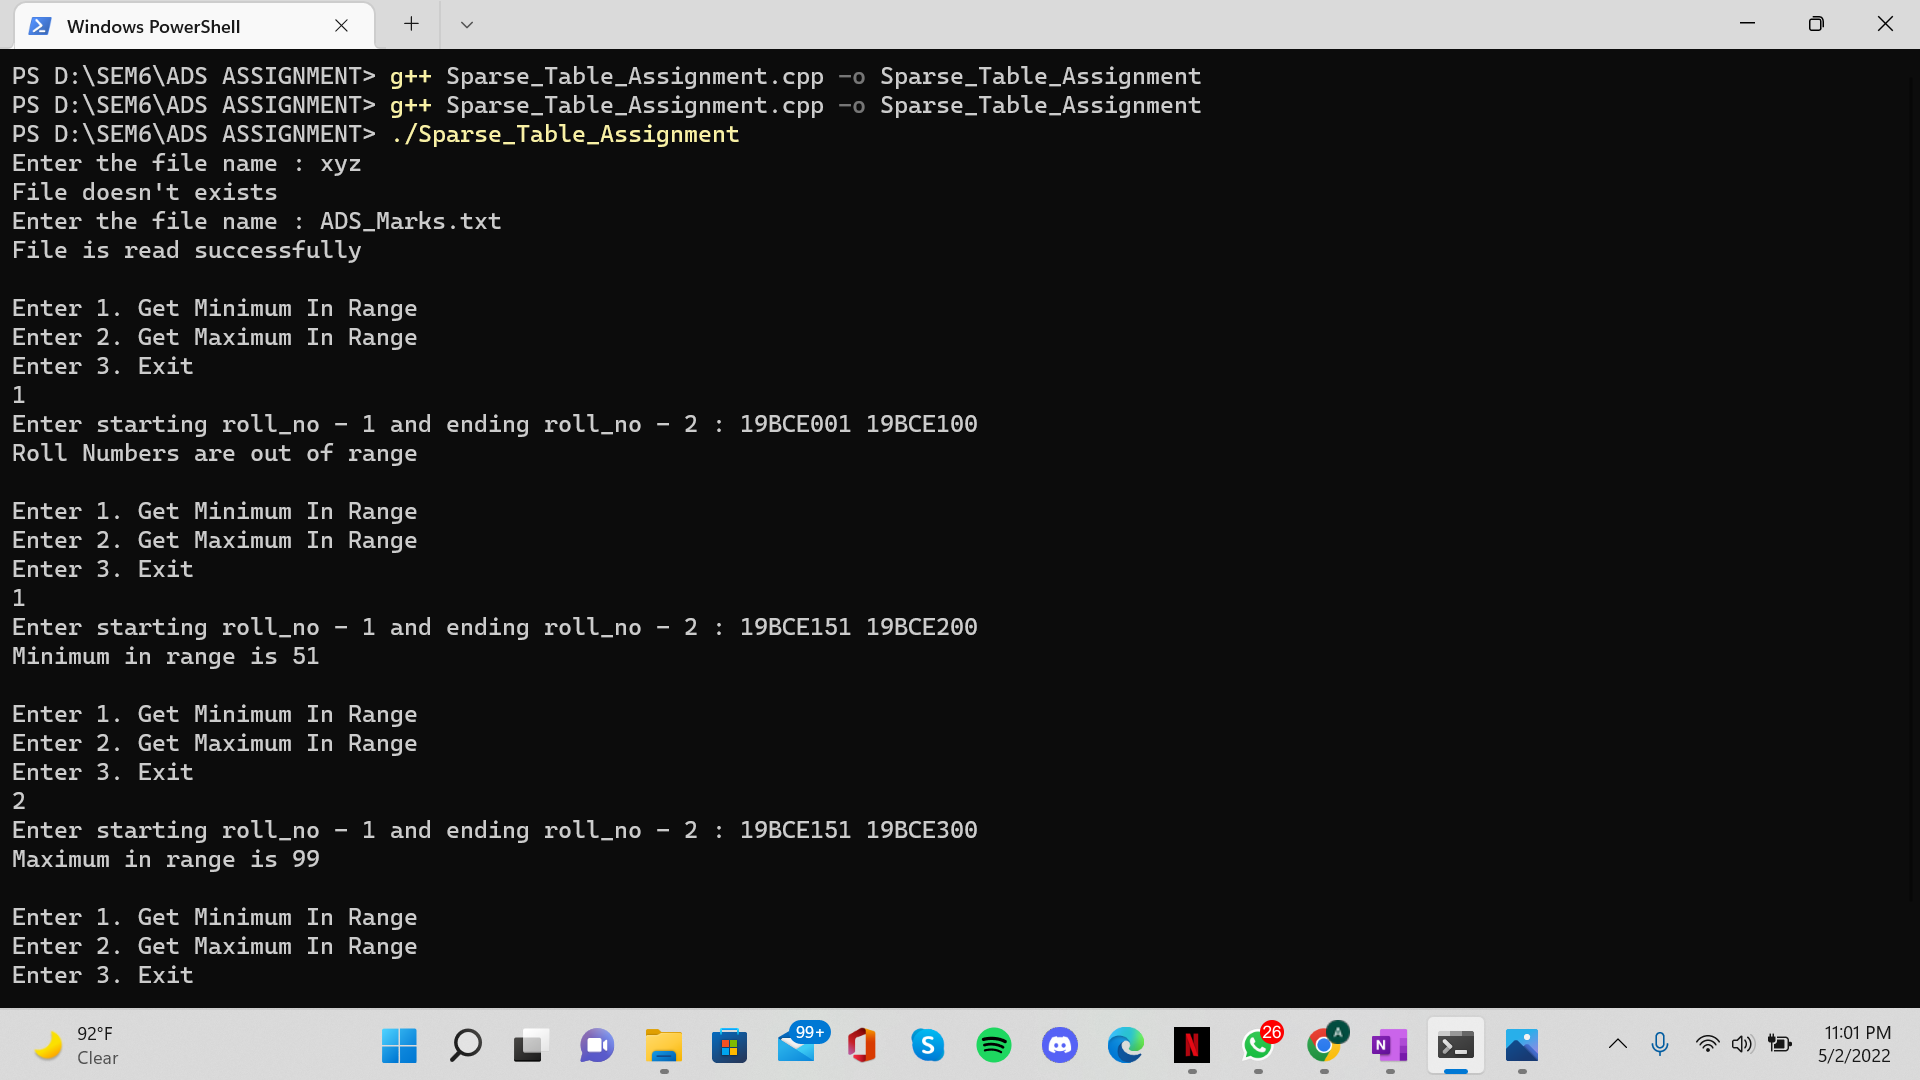 Windows PowerShell
PS D:\SEM6\ADS ASSIGNMENT> g++ Sparse_Table_Assignment.cpp -o Sparse_Table_Assignment
PS D:\SEM6\ADS ASSIGNMENT> g++ Sparse_Table_Assignment.cpp -o Sparse_Table_Assignment
PS D:\SEM6\ADS ASSIGNMENT> ./Sparse_Table_Assignment
Enter the file name : xyz
File doesn't exists
Enter the file name : ADS_Marks.txt
File is read successfully
Enter 1. Get Minimum In Range
Enter 2. Get Maximum In Range
Enter 3. Exit
1
Enter starting roll_no - 1 and ending roll_no - 2 : 19BCE001 19BCE100
Roll Numbers are out of range
Enter 1. Get Minimum In Range
Enter 2. Get Maximum In Range
Enter 3. Exit
1
Enter starting roll_no - 1 and ending roll_no - 2 : 19BCE151 19BCE200
Minimum in range is 51
Enter 1. Get Minimum In Range
Enter 2. Get Maximum In Range
Enter 3. Exit
2
Enter starting roll_no - 1 and ending roll_no - 2 : 19BCE151 19BCE300
Maximum in range is 99
Enter 1. Get Minimum In Range
Enter 2. Get Maximum In Range
Enter 3. Exit
92°F
Clear
99+
S
N
26
A
N
11:01 PM
5/2/2022